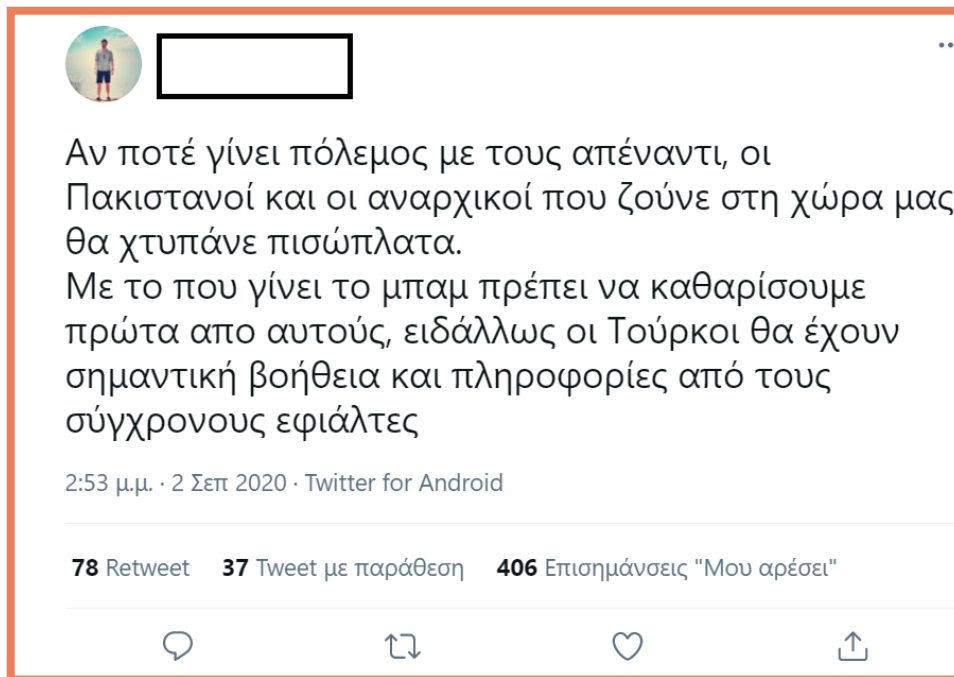 Αν ποτέ γίνει πόλεμος με τους απέναντι, οι
Πακιστανοί και οι αναρχικοί που ζούνε στη χώρα μας
θα χτυπάνε πισώπλατα.
Με το που γίνει το μπαμ πρέπει να καθαρίσουμε
πρώτα απο αυτούς, ειδάλλως οι Τούρκοι θα έχουν
σημαντική βοήθεια και πληροφορίες από τους
σύγχρονους εφιάλτες
2:53 μ.μ. · 2 Σεπ 2020 · Twitter for Android
78 Retweet 37 Tweet με παράθεση 406 Επισημάνσεις "Μου αρέσει"